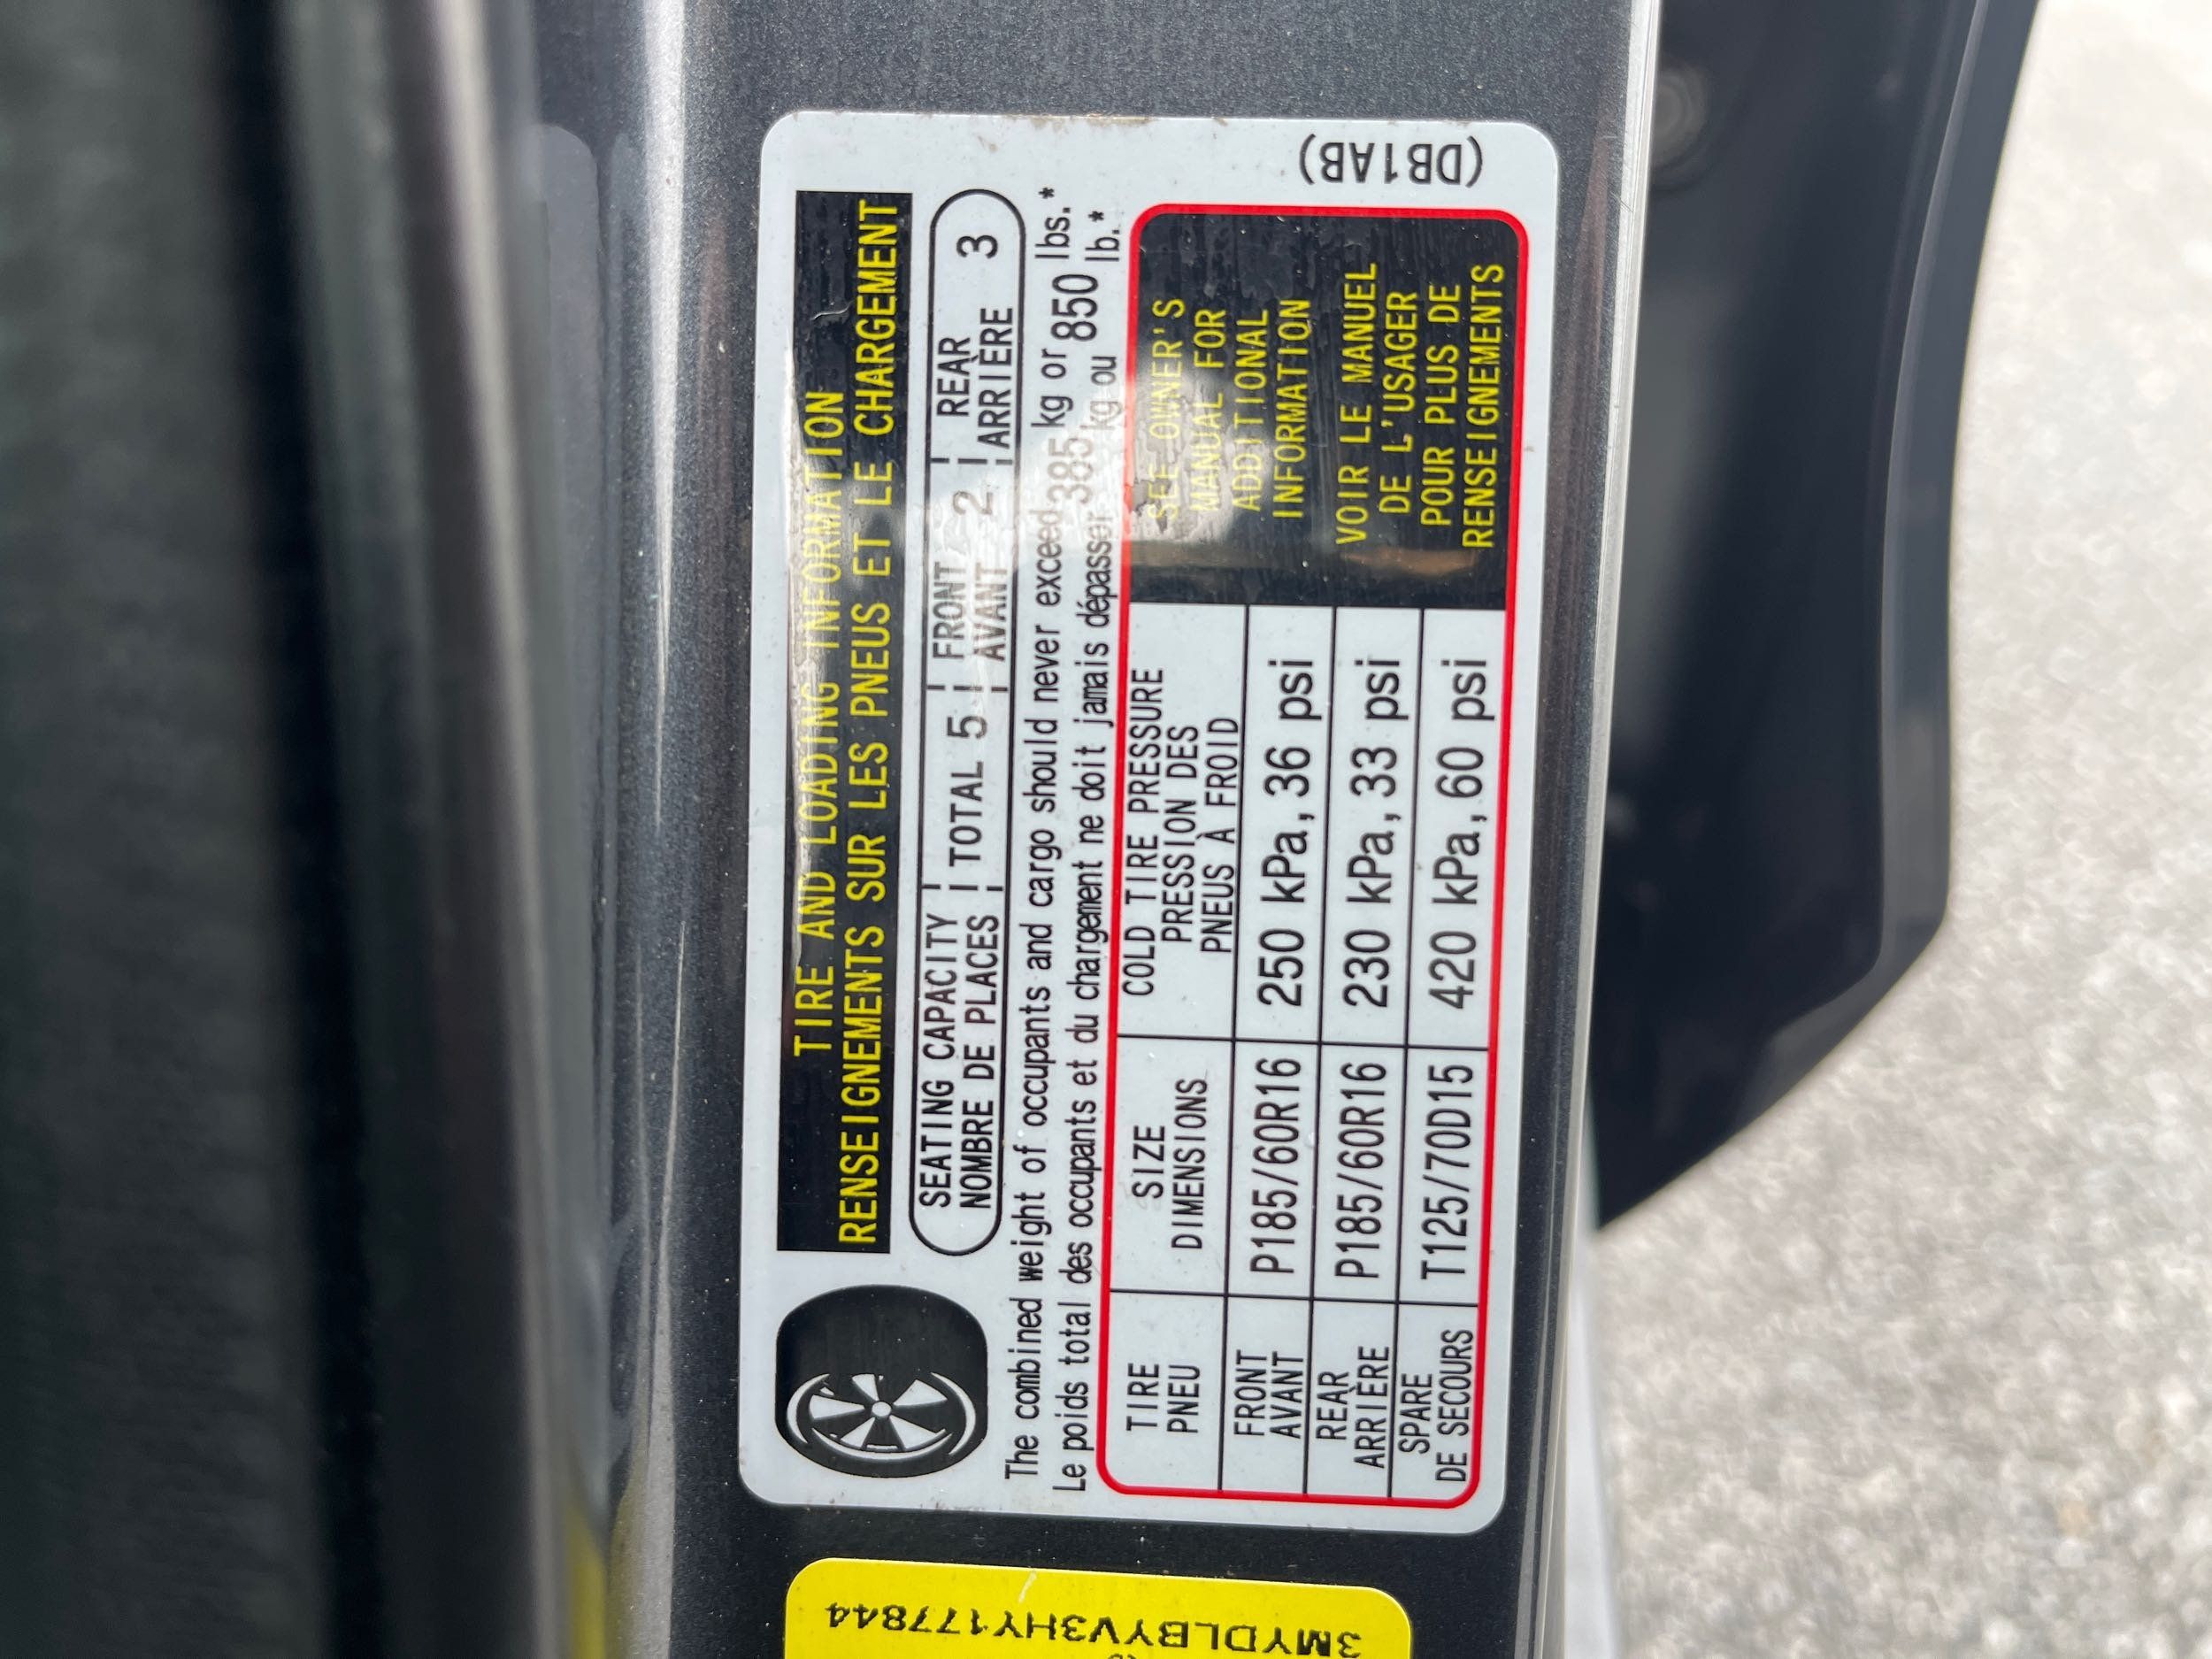 TIRE AND LOADING INFORMATION
RENSEIGNEMENTS SUR LES PNEUS ET LE CHARGEMENT
SEATING CAPACITY TOTAL 5 FRONT 2 REAR 3
NOMBRE DE PLACES AVANT ARRIÈRE
The combined weight of occupants and cargo should never exceed 385 kg or 850 lbs.*
Le poids total des occupants et du chargement ne doit jamais dépasser 385 kg ou 850 lb.*
TIRE
PNEU
SIZE
DIMENSIONS
COLD TIRE PRESSURE
PRESSION DES
PNEUS À FROID
FRONT
AVANT
P185/60R16
250 kPa, 36 psi
REAR
ARRIÈRE
P185/60R16
230 kPa, 33 psi
SPARE
DE SECOURS
T125/70D15
420 kPa, 60 psi
SEE OWNER'S
MANUAL FOR
ADDITIONAL
INFORMATION
VOIR LE MANUEL
DE L'USAGER
POUR PLUS DE
RENSEIGNEMENTS
(DB1AB)
3MYDLBYV3HY177844